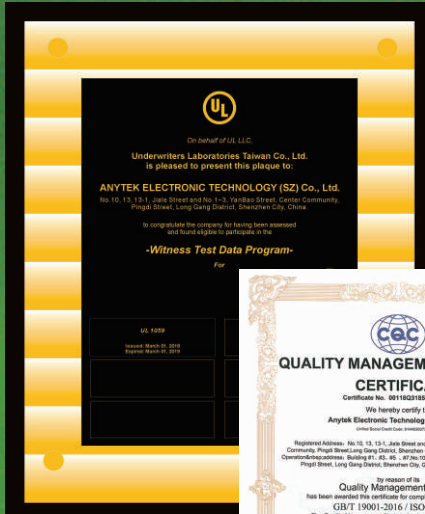 UL
On behalf of UL LLC,
Underwriters Laboratories Taiwan Co., Ltd.
is pleased to present this plaque to:
ANYTEK ELECTRONIC TECHNOLOGY (SZ) Co., Ltd.
No.10, 13, 13-1, Jiale Street and No.1~3, YanBao Street, Center Community,
Pingdi Street, Long Gang District, Shenzhen City, China
to congratulate the company for having been assessed
and found eligible to participate in the
-Witness Test Data Program-
For
UL 1059
Issued: March 01, 2018
Expired: March 01, 2019
CQC
QUALITY MANAGEM
CERTIFIC
Certificate No. 00118Q3185
We hereby certify t
Anytek Electronic Technolog
Registered Address: No.10, 13, 13-1, Jiale Street and
Community, Pingdi Street, Long Gang District, Shenzhen
Pingdi Street, Long Gang District, Shenzhen City, G
by reason of its
Quality Management
has been awarded this certificate for compl
GB/T 19001-2016 / ISO